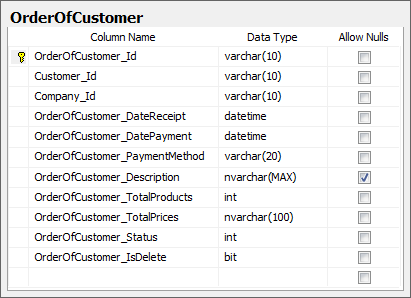 OrderOfCustomer
Column Name Data Type Allow Nulls
OrderOfCustomer_Id varchar(10)
Customer_Id varchar(10)
Company_Id varchar(10)
OrderOfCustomer_DateReceipt datetime
OrderOfCustomer_DatePayment datetime
OrderOfCustomer_PaymentMethod varchar(20)
OrderOfCustomer_Description nvarchar(MAX)
OrderOfCustomer_TotalProducts int
OrderOfCustomer_TotalPrices nvarchar(100)
OrderOfCustomer_Status int
OrderOfCustomer_IsDelete bit